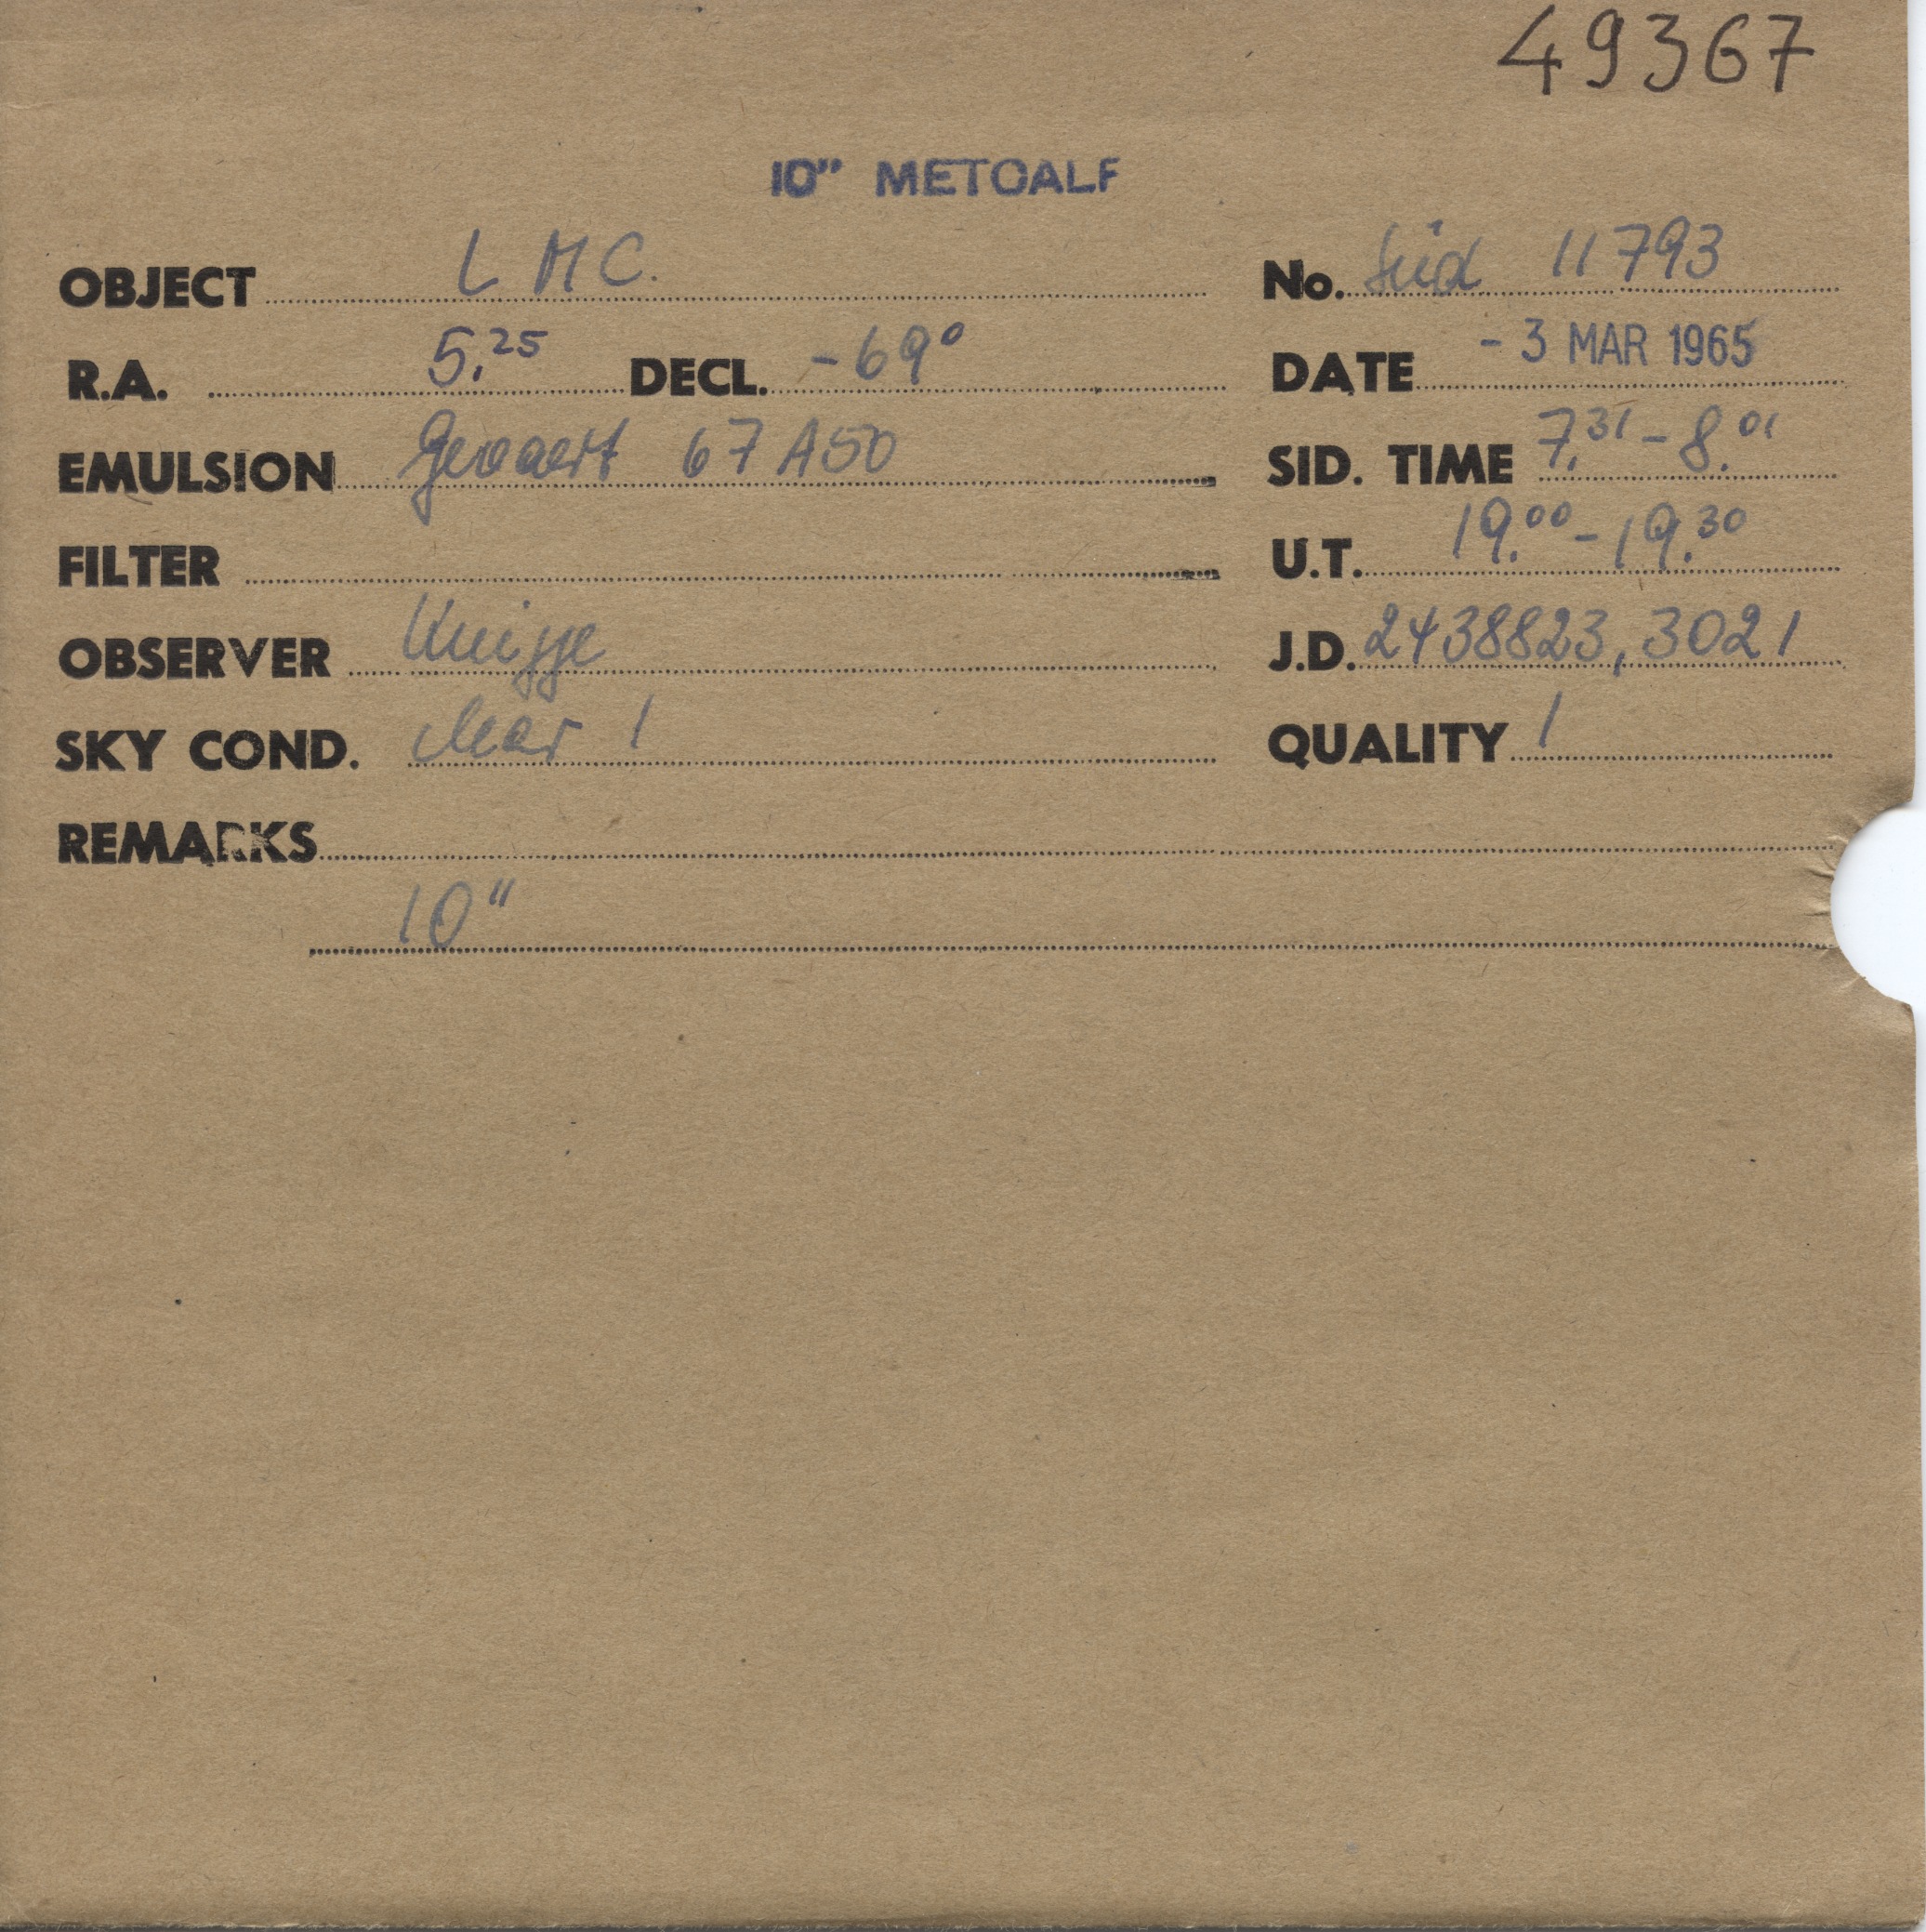 49367
10" METCALF
OBJECT L M C. No. Süd 11793
R.A. 5.25 DECL. -69° DATE -3 MAR 1965
EMULSION Gevaert 67 A50 SID. TIME 7.31 - 8.01
FILTER U.T. 19.00 - 19.30
OBSERVER Knigge J.D. 2438823,3021
SKY COND. clear 1 QUALITY 1
REMARKS
10"